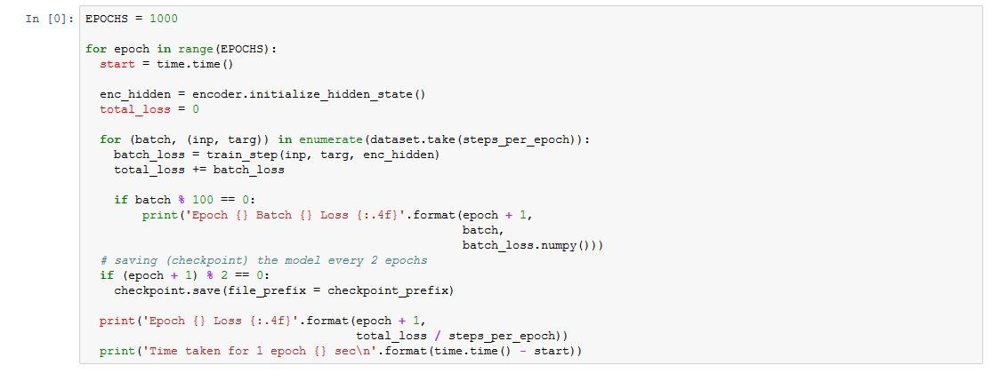 In [0]: EPOCHS = 1000

for epoch in range(EPOCHS):
  start = time.time()

  enc_hidden = encoder.initialize_hidden_state()
  total_loss = 0

  for (batch, (inp, targ)) in enumerate(dataset.take(steps_per_epoch)):
    batch_loss = train_step(inp, targ, enc_hidden)
    total_loss += batch_loss

    if batch % 100 == 0:
        print('Epoch {} Batch {} Loss {:.4f}'.format(epoch + 1,
                                                     batch,
                                                     batch_loss.numpy()))
  # saving (checkpoint) the model every 2 epochs
  if (epoch + 1) % 2 == 0:
    checkpoint.save(file_prefix = checkpoint_prefix)

  print('Epoch {} Loss {:.4f}'.format(epoch + 1,
                                      total_loss / steps_per_epoch))
  print('Time taken for 1 epoch {} sec\n'.format(time.time() - start))